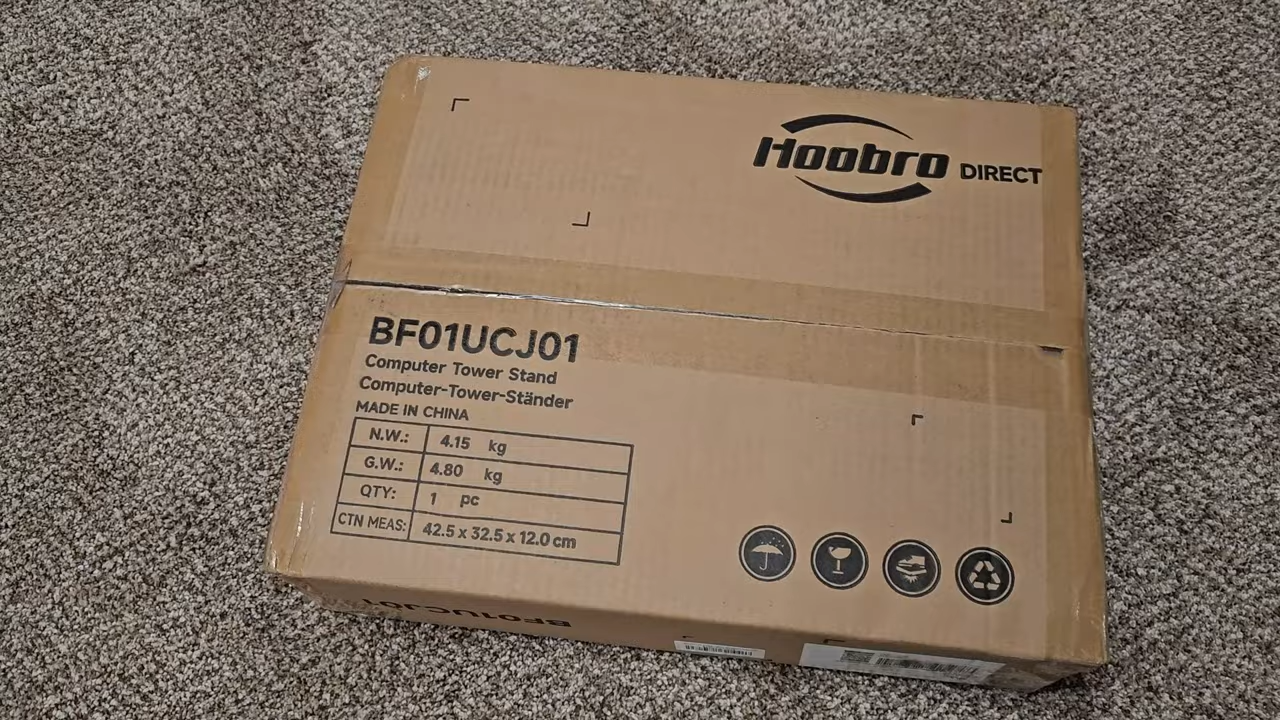 Hoobro DIRECT
BF01UCJ01
Computer Tower Stand
Computer-Tower-Ständer
MADE IN CHINA
N.W.: 4.15 kg
G.W.: 4.80 kg
QTY: 1 pc
CTN MEAS: 42.5 x 32.5 x 12.0 cm
BF01UCJ01